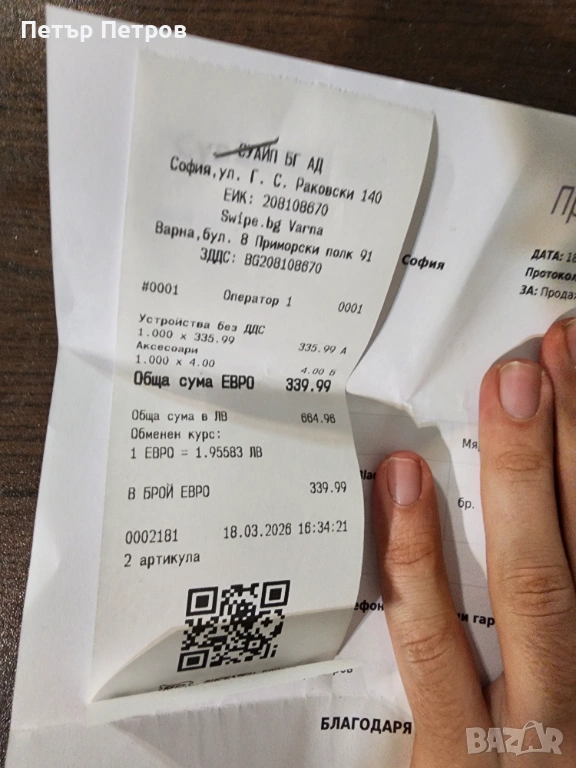 Петър Петров
СУАЙП БГ АД
София,ул. Г. С. Раковски 140
ЕИК: 208108670
Swipe.bg Varna
Варна,бул. 8 Приморски полк 91
ЗДДС: BG208108670
#0001 Оператор 1 0001
Устройства без ДДС
1.000 x 335.99 335.99 А
Аксесоари
1.000 x 4.00 4.00 Б
Обща сума ЕВРО 339.99
Обща сума в ЛВ 664.96
Обменен курс:
1 ЕВРО = 1.95583 ЛВ
В БРОЙ ЕВРО 339.99
0002181 18.03.2026 16:34:21
2 артикула
София
ДАТА: 18
Протокол
ЗА: Продаж
бр.
БЛАГОДАРЯ
BAZAR